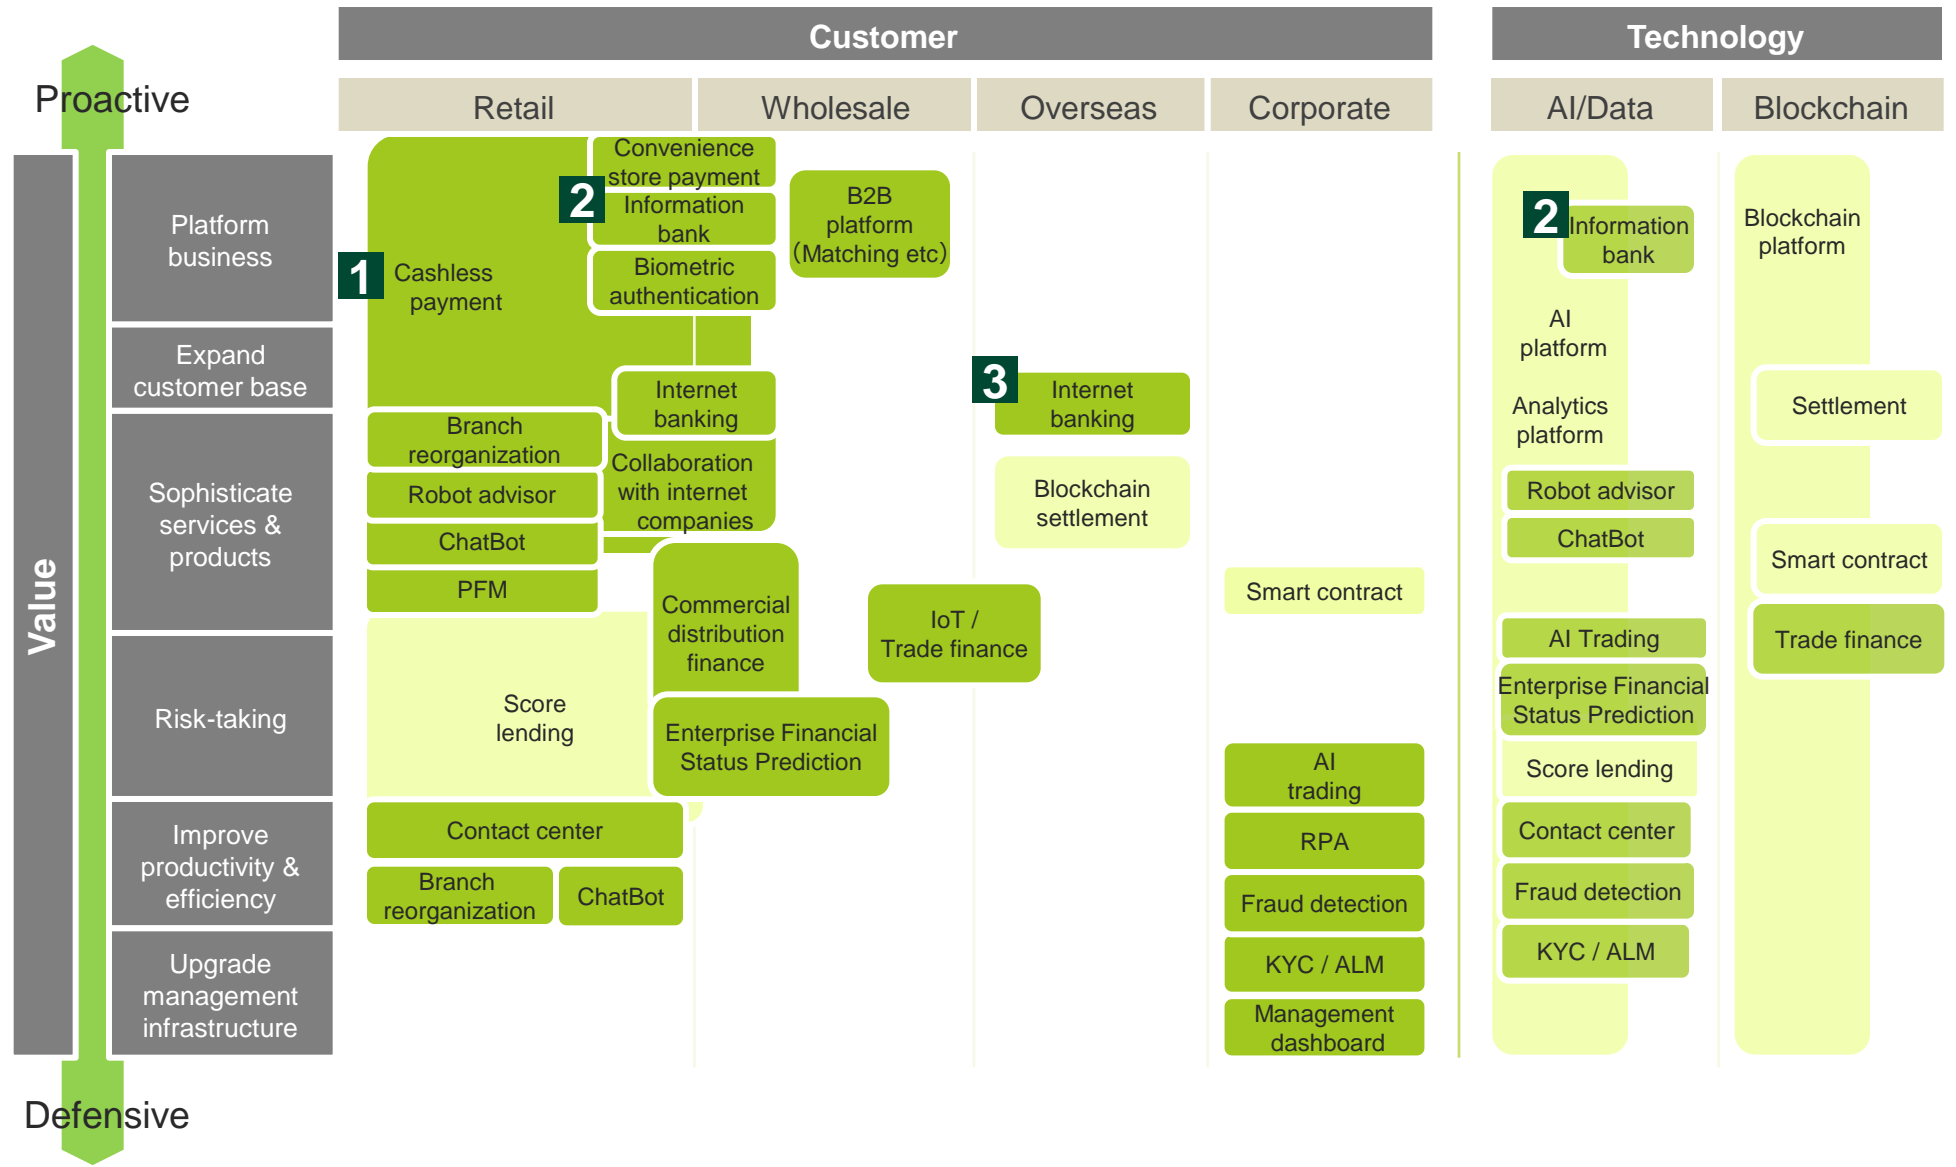 Customer
Technology
Proactive
Retail
Wholesale
Overseas
Corporate
AI/Data
Blockchain
Value
Platform
business
Expand
customer base
Sophisticate
services &
products
Risk-taking
Improve
productivity &
efficiency
Upgrade
management
infrastructure
Defensive
1
Cashless
payment
Convenience
store payment
2
Information
bank
Biometric
authentication
Internet
banking
Branch
reorganization
Robot advisor
ChatBot
PFM
Collaboration
with internet
companies
Score
lending
Contact center
Branch
reorganization
ChatBot
B2B
platform
(Matching etc)
Commercial
distribution
finance
Enterprise Financial
Status Prediction
IoT /
Trade finance
3
Internet
banking
Blockchain
settlement
Smart contract
AI
trading
RPA
Fraud detection
KYC / ALM
Management
dashboard
2
Information
bank
AI
platform
Analytics
platform
Robot advisor
ChatBot
AI Trading
Enterprise Financial
Status Prediction
Score lending
Contact center
Fraud detection
KYC / ALM
Blockchain
platform
Settlement
Smart contract
Trade finance